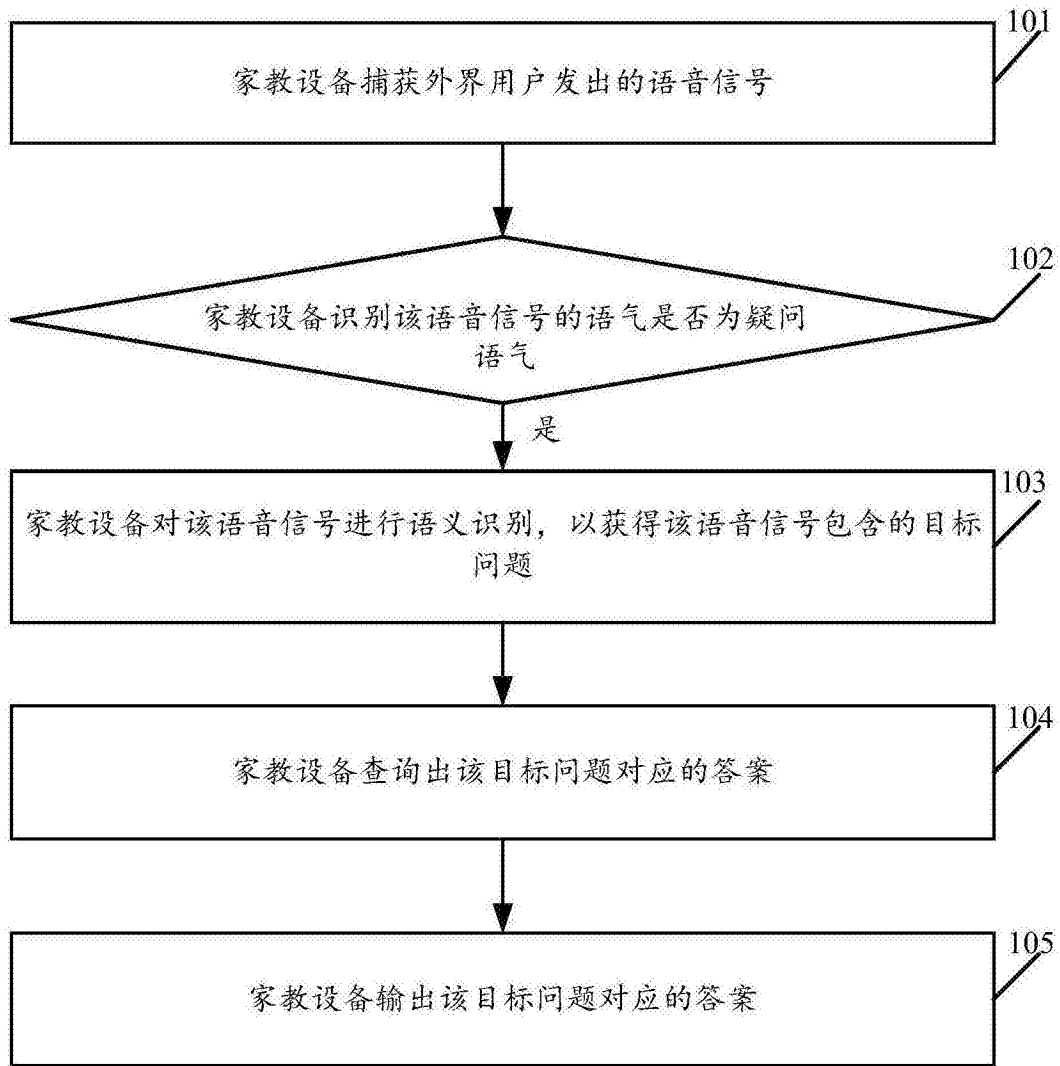 101
家教设备捕获外界用户发出的语音信号
102
家教设备识别该语音信号的语气是否为疑问
语气
是
103
家教设备对该语音信号进行语义识别，以获得该语音信号包含的目标
问题
104
家教设备查询出该目标问题对应的答案
105
家教设备输出该目标问题对应的答案